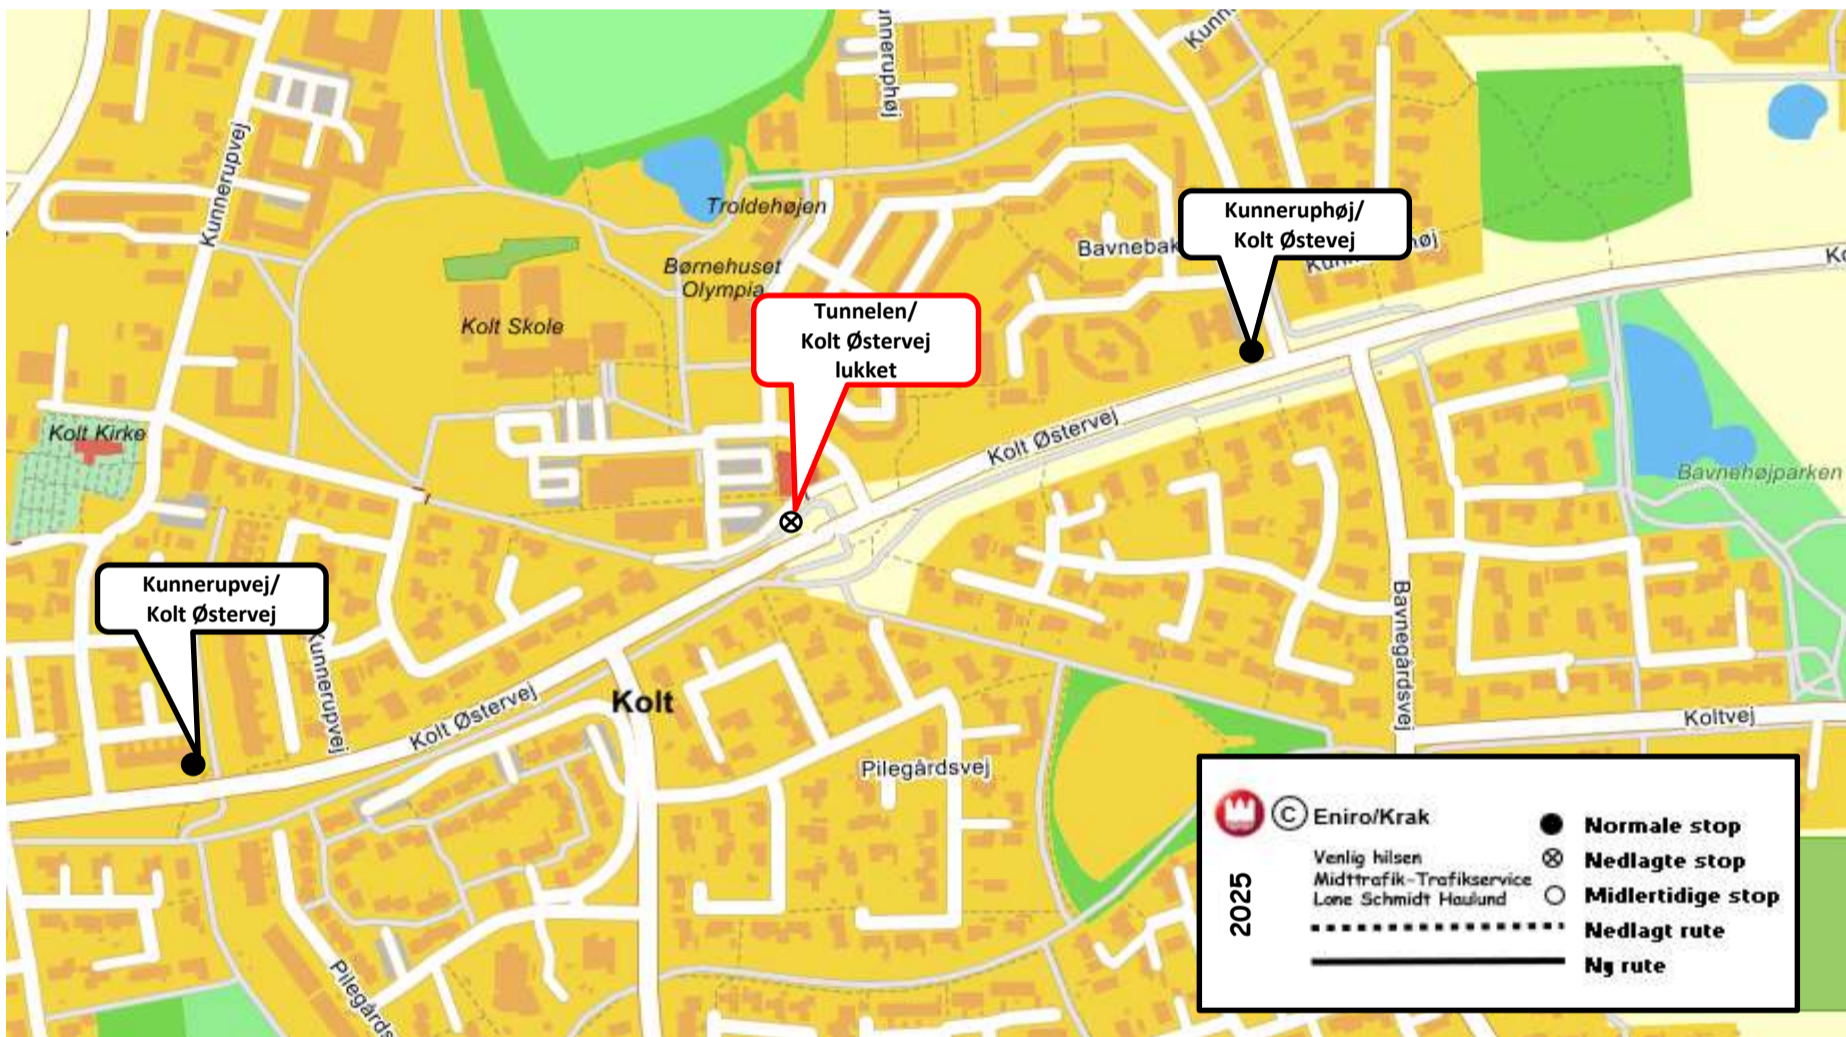 Kunneruphøj
Kunnerupvej
Troldehøjen
Børnehuset
Olympia
Kolt Skole
Kunneruphøj/
Kolt Østevej
Tunnelen/
Kolt Østervej
lukket
Kolt Kirke
Kolt Østervej
Bavnehøjparken
Kunnerupvej/
Kolt Østervej
Kunnerupvej
Kolt Østervej
Kolt
Bavnegårdsvej
Koltvej
Pilegårdsvej
C Eniro/Krak
Venlig hilsen
Midttrafik-Trafikservice
Lone Schmidt Haulund
2025
Normale stop
Nedlagte stop
Midlertidige stop
Nedlagt rute
Ny rute